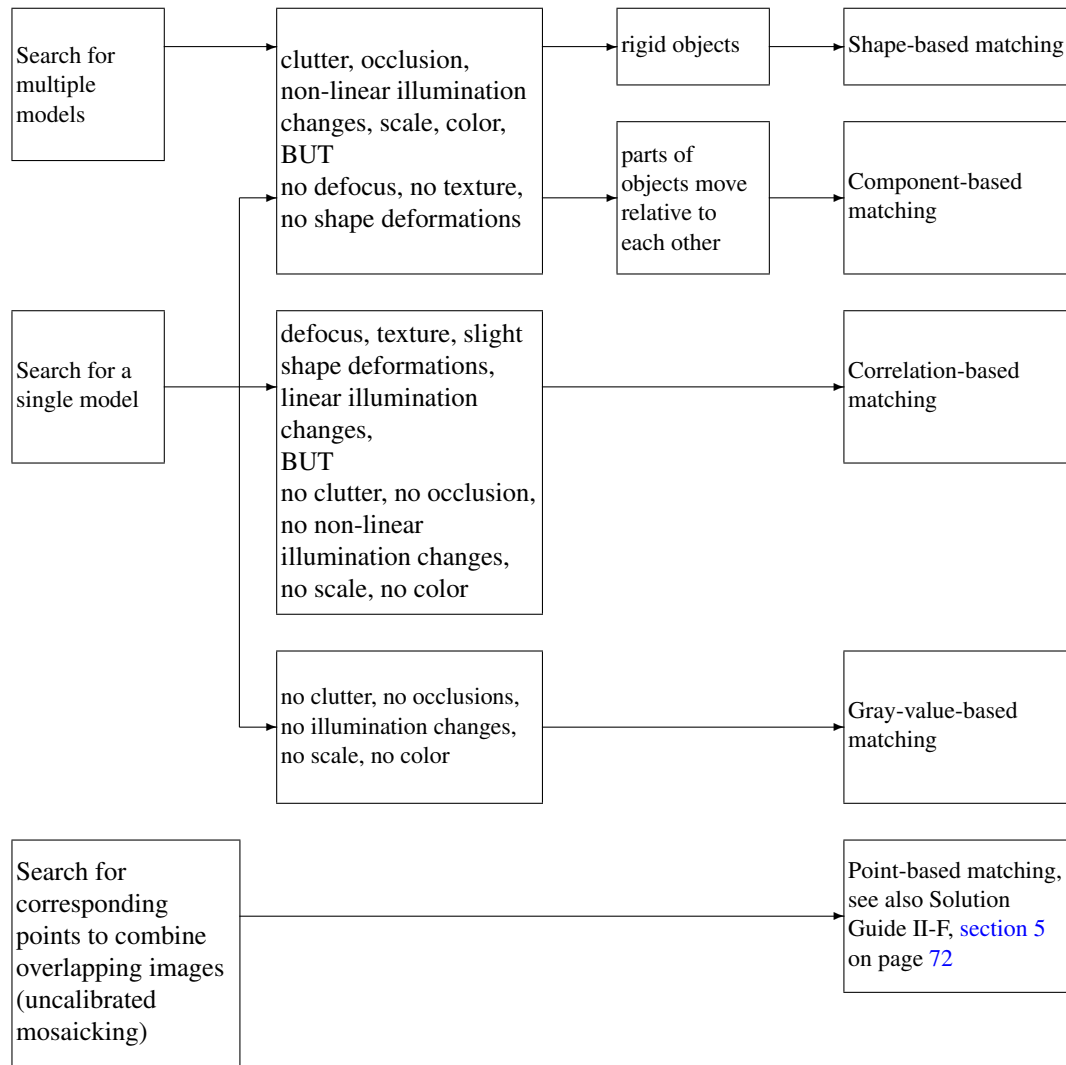 Search for
multiple
models
clutter, occlusion,
non-linear illumination
changes, scale, color,
BUT
no defocus, no texture,
no shape deformations
rigid objects
Shape-based matching
parts of
objects move
relative to
each other
Component-based
matching
Search for a
single model
defocus, texture, slight
shape deformations,
linear illumination
changes,
BUT
no clutter, no occlusion,
no non-linear
illumination changes,
no scale, no color
Correlation-based
matching
no clutter, no occlusions,
no illumination changes,
no scale, no color
Gray-value-based
matching
Search for
corresponding
points to combine
overlapping images
(uncalibrated
mosaicking)
Point-based matching,
see also Solution
Guide II-F, section 5
on page 72